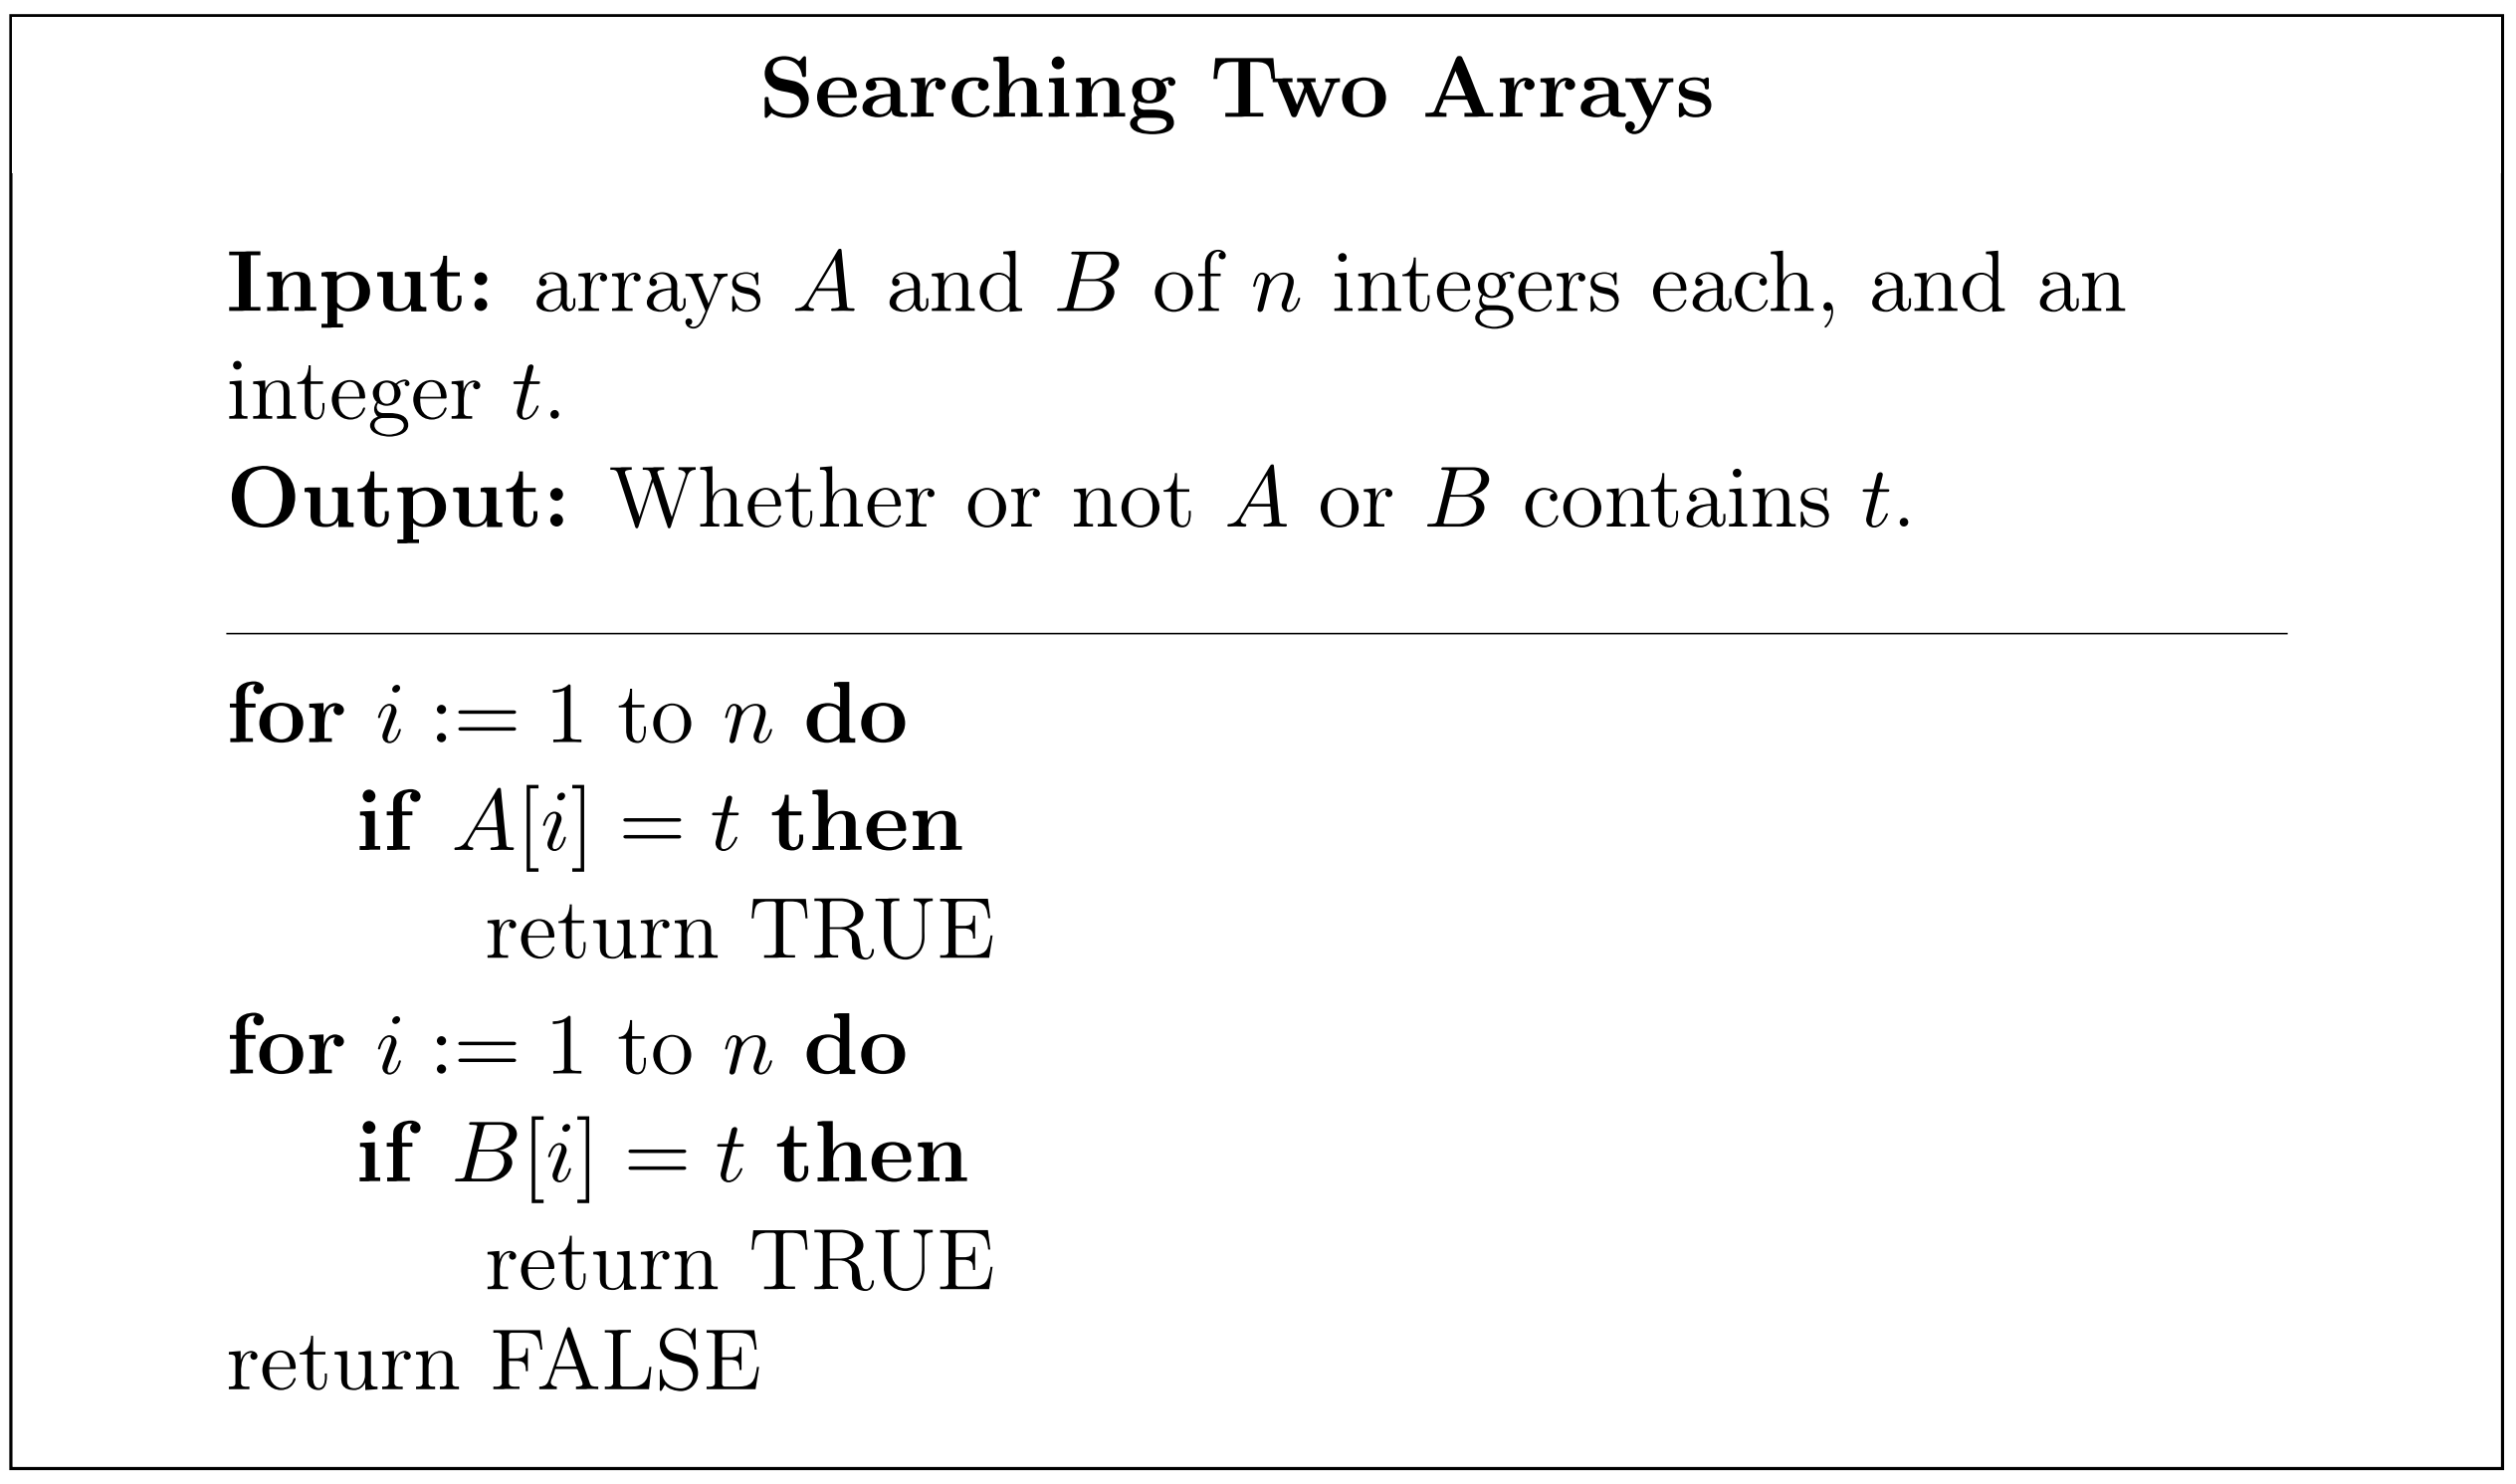 Searching Two Arrays
Input: arrays A and B of n integers each, and an
integer t.
Output: Whether or not A or B contains t.
for i := 1 to n do
if A[i] = t then
return TRUE
for i := 1 to n do
if B[i] = t then
return TRUE
return FALSE